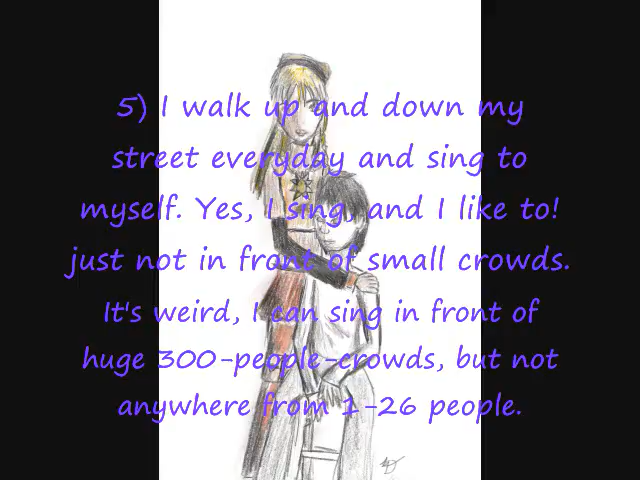 5) I walk up and down my
street everyday and sing to
myself. Yes, I sing, and I like to!
just not in front of small crowds.
It's weird, I can sing in front of
huge 300-people-crowds, but not
anywhere from 1-26 people.